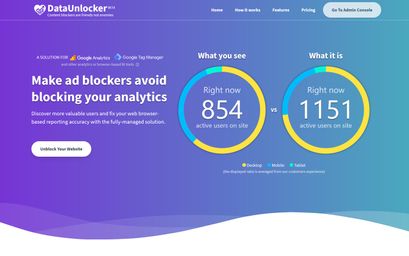 DataUnlocker BETA
Content blockers are friends not enemies
Home
How it works
Features
Pricing
Go To Admin Console
A SOLUTION FOR Google Analytics Google Tag Manager
and other analytics or browser-based BI tools
Make ad blockers avoid
blocking your analytics
Discover more valuable users and fix your web browser-
based reporting accuracy with the fully-managed solution.
Unblock Your Website
What you see
Right now
854
active users on site
vs
What it is
Right now
1151
active users on site
Desktop
Mobile
Tablet
(the displayed ratio is averaged from our customers experience)